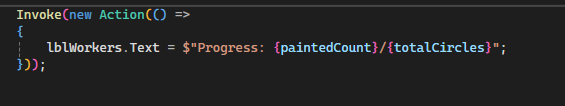 Invoke(new Action(() =>
{
    lblWorkers.Text = $"Progress: {paintedCount}/{totalCircles}";
}));